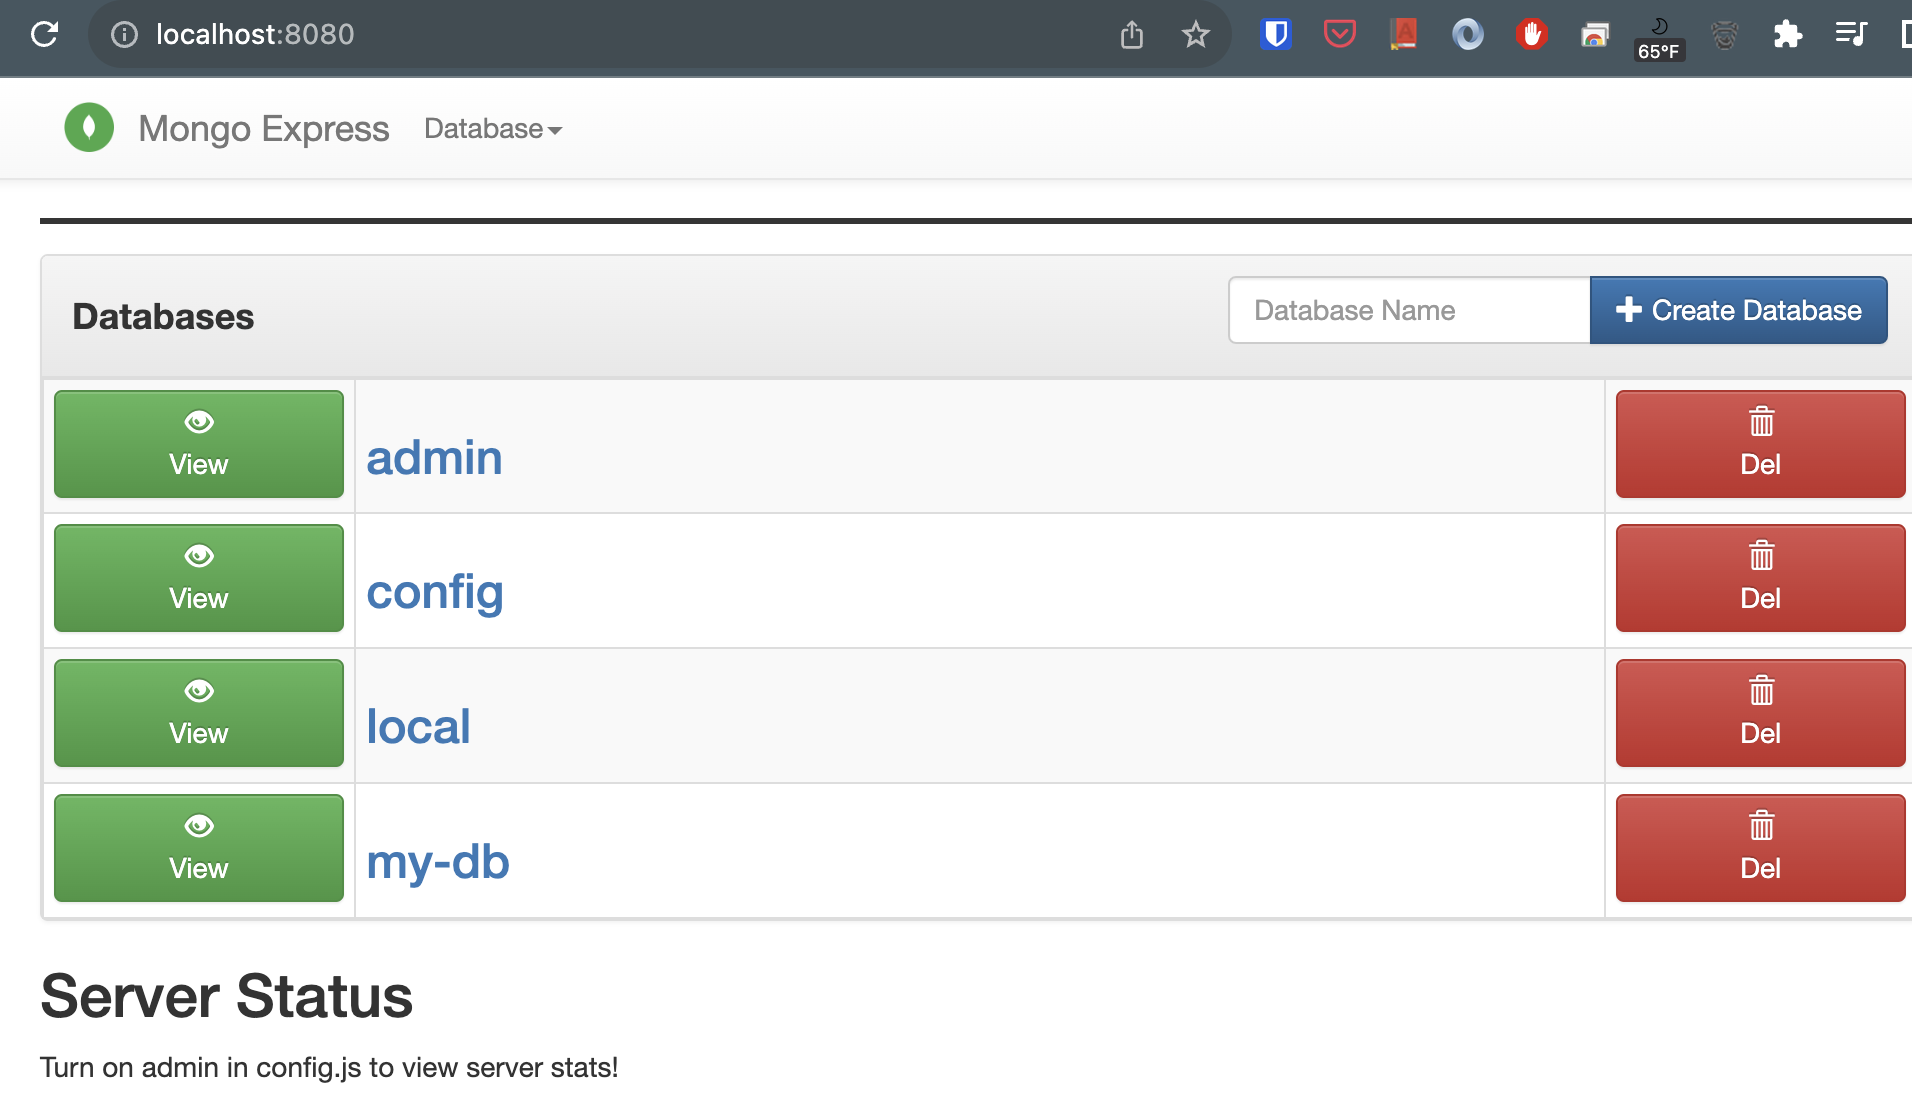 localhost:8080
65°F
Mongo Express Database
Databases
Database Name
Create Database
View
admin
Del
View
config
Del
View
local
Del
View
my-db
Del
Server Status
Turn on admin in config.js to view server stats!